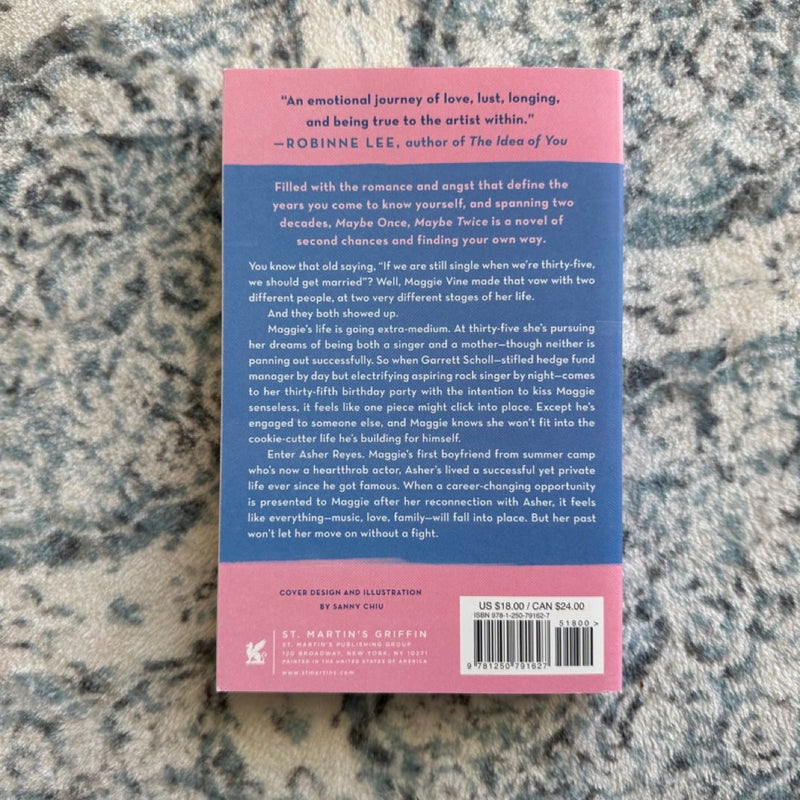 “An emotional journey of love, lust, longing,
and being true to the artist within.”
—ROBINNE LEE, author of The Idea of You
Filled with the romance and angst that define the
years you come to know yourself, and spanning two
decades, Maybe Once, Maybe Twice is a novel of
second chances and finding your own way.
You know that old saying, “If we are still single when we’re thirty-five,
we should get married”? Well, Maggie Vine made that vow with two
different people, at two very different stages of her life.
And they both showed up.
Maggie’s life is going extra-medium. At thirty-five she’s pursuing
her dreams of being both a singer and a mother—though neither is
panning out successfully. So when Garrett Scholl—stifled hedge fund
manager by day but electrifying aspiring rock singer by night—comes
to her thirty-fifth birthday party with the intention to kiss Maggie
senseless, it feels like one piece might click into place. Except he’s
engaged to someone else, and Maggie knows she won’t fit into the
cookie-cutter life he’s building for himself.
Enter Asher Reyes. Maggie’s first boyfriend from summer camp
who’s now a heartthrob actor, Asher’s lived a successful yet private
life ever since he got famous. When a career-changing opportunity
is presented to Maggie after her reconnection with Asher, it feels
like everything—music, love, family—will fall into place. But her past
won’t let her move on without a fight.
COVER DESIGN AND ILLUSTRATION
BY SANNY CHIU
ST. MARTIN’S GRIFFIN
ST. MARTIN’S PUBLISHING GROUP
120 BROADWAY, NEW YORK, NY 10271
PRINTED IN THE UNITED STATES OF AMERICA
www.stmartins.com
US $18.00 / CAN $24.00
ISBN 978-1-250-79162-7
51800 >
9 781250 791627